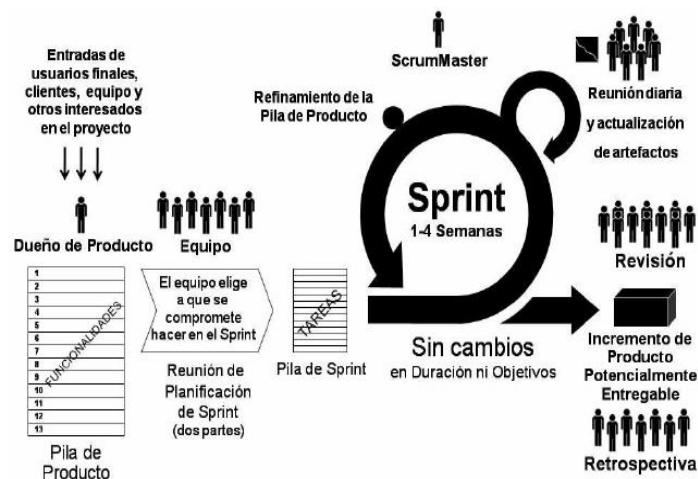 Entradas de
usuarios finales,
clientes, equipo y
otros interesados
en el proyecto
Dueño de Producto
Equipo
1
2
3
4
5
6
7
8
9
10
11
12
13
FUNCIONALIDADES
Pila de
Producto
El equipo elige
a que se
compromete
hacer en el Sprint
Reunión de
Planificación
de Sprint
(dos partes)
TAREAS
Pila de Sprint
ScrumMaster
Refinamiento de la
Pila de Producto
Sprint
1-4 Semanas
Sin cambios
en Duración ni Objetivos
Reunión diaria
y actualización
de artefactos
Revisión
Incremento de
Producto
Potencialmente
Entregable
Retrospectiva